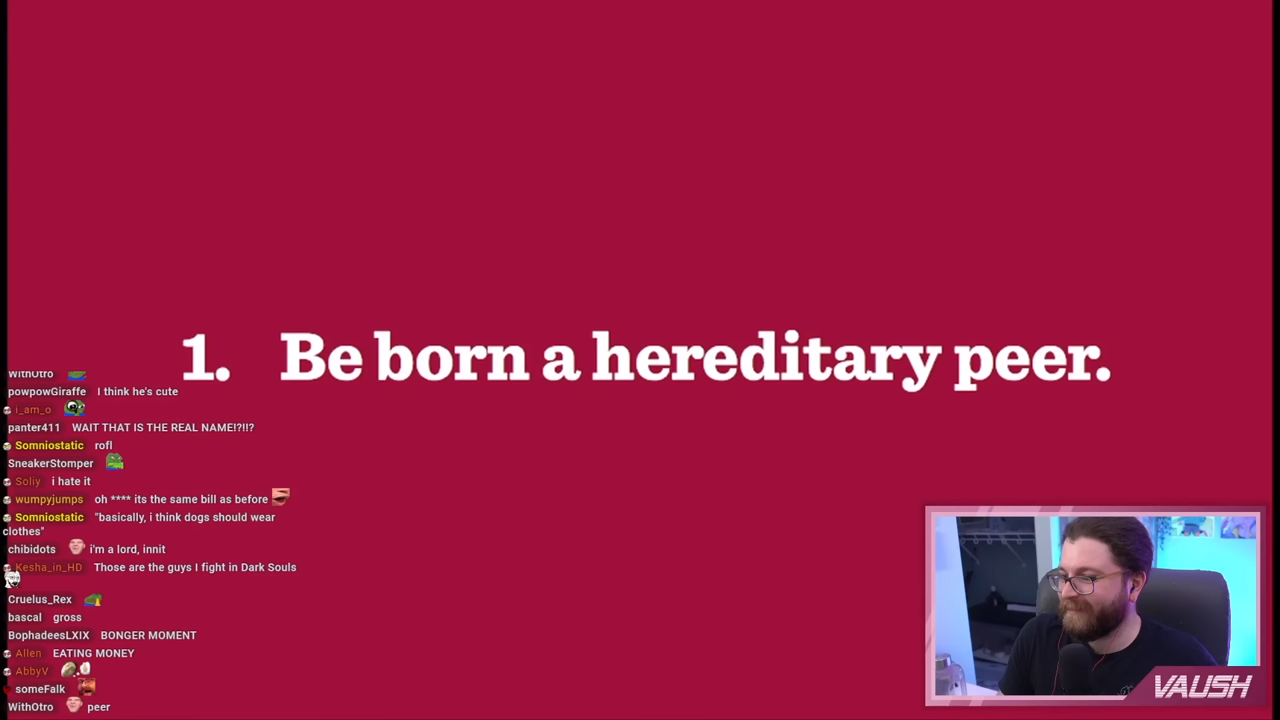 1. Be born a hereditary peer.
WithOtro
powpowGiraffe I think he's cute
i_am_o
panter411 WAIT THAT IS THE REAL NAME!?!!?
Somniostatic rofl
SneakerStomper
Soliy i hate it
wumpyjumps oh **** its the same bill as before
Somniostatic "basically, i think dogs should wear
clothes"
chibidots i'm a lord, innit
Kesha_in_HD Those are the guys I fight in Dark Souls
Cruelus_Rex
bascal gross
BophadeesLXIX BONGER MOMENT
Allen EATING MONEY
AbbyV
someFalk
WithOtro peer
VAUSH